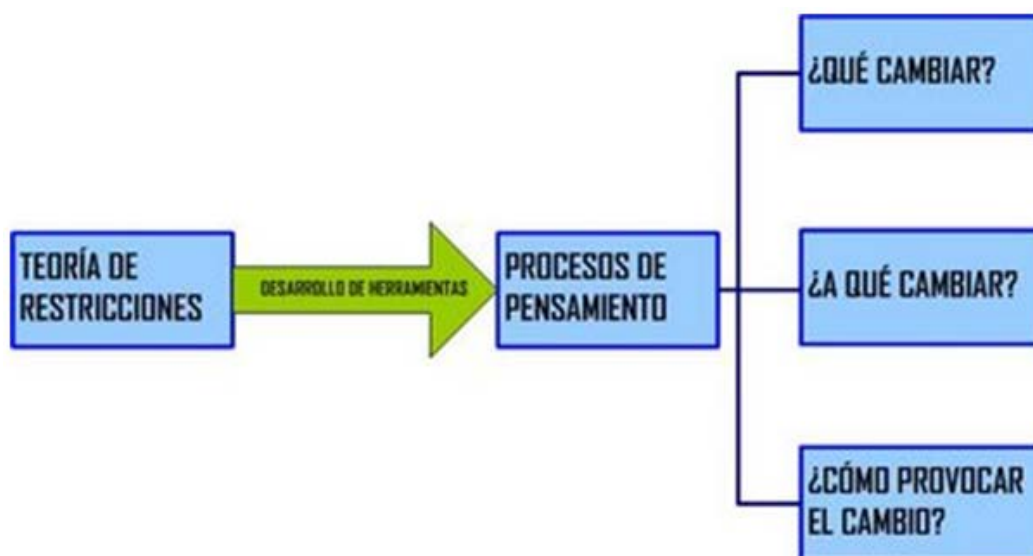 TEORÍA DE
RESTRICCIONES
DESARROLLO DE HERRAMIENTAS
PROCESOS DE
PENSAMIENTO
¿QUÉ CAMBIAR?
¿A QUÉ CAMBIAR?
¿CÓMO PROVOCAR
EL CAMBIO?